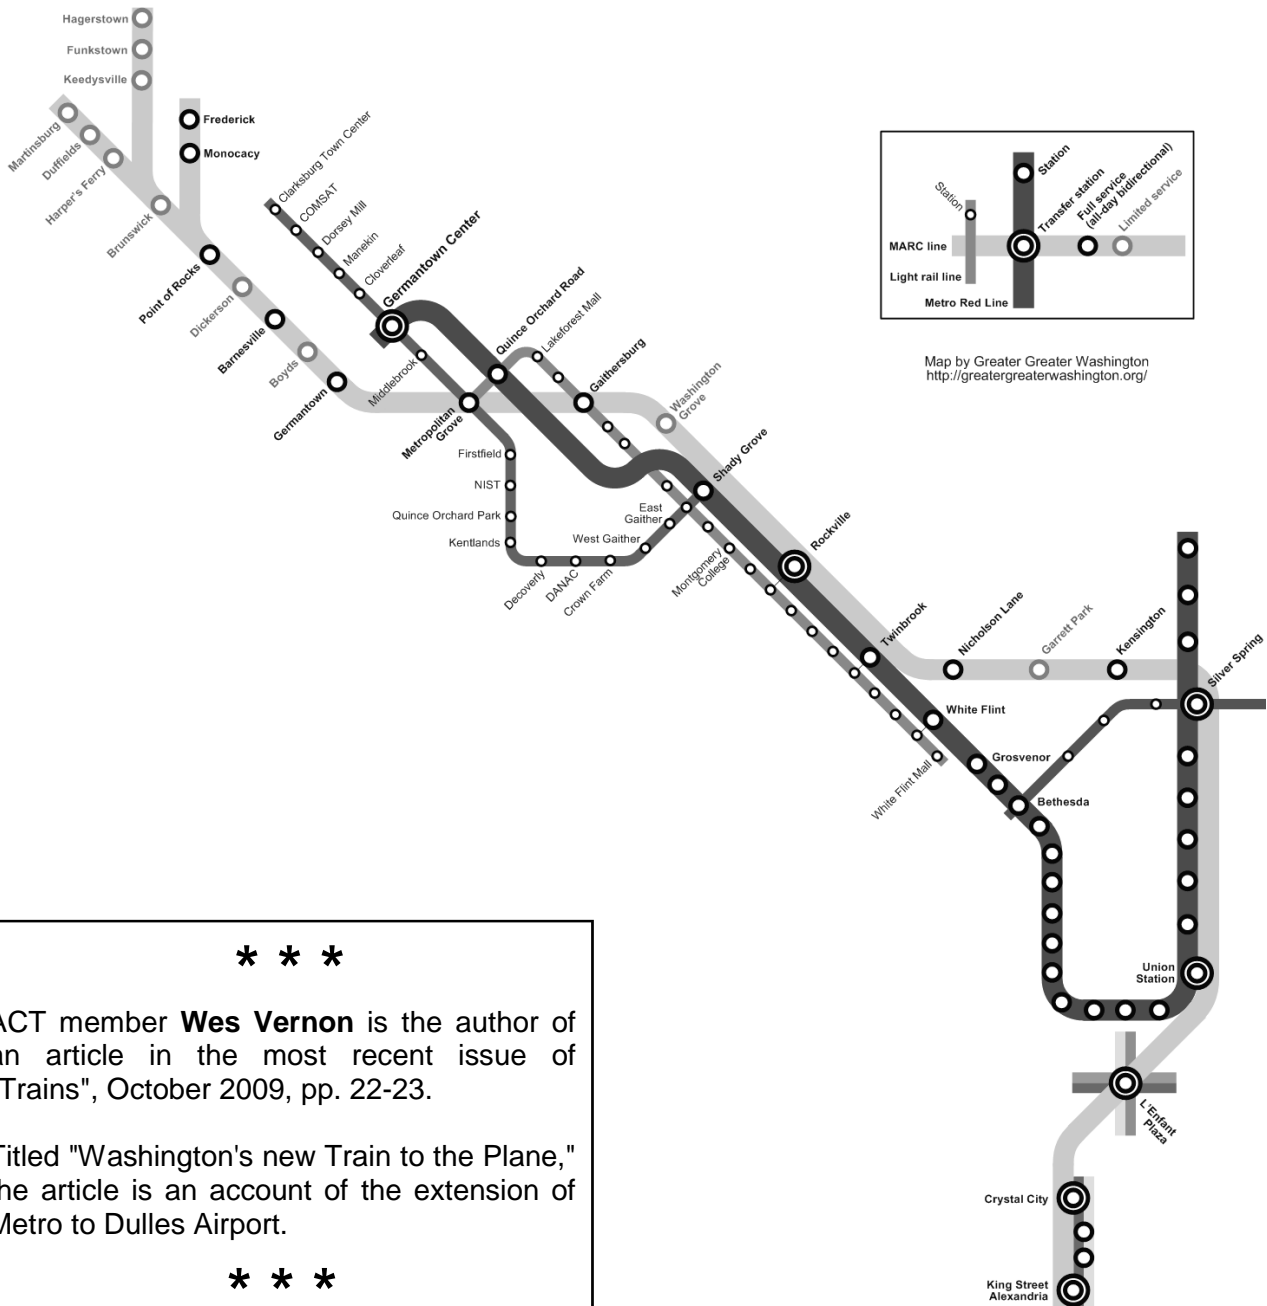 Hagerstown
Funkstown
Keedysville
Martinsburg
Duffields
Harper's Ferry
Brunswick
Frederick
Monocacy
Point of Rocks
Dickerson
Barnesville
Boyds
Germantown
Clarksburg Town Center
COMSAT
Dorsey Mill
Manekin
Cloverleaf
Germantown Center
Middlebrook
Metropolitan
Grove
Quince Orchard Road
Lakeforest Mall
Gaithersburg
Washington
Grove
Shady Grove
Firstfield
NIST
Quince Orchard Park
Kentlands
Decoverly
DANAC
Crown Farm
West Gaither
East
Gaither
Montgomery
College
Rockville
Twinbrook
Nicholson Lane
Garrett Park
Kensington
Silver Spring
White Flint
White Flint Mall
Grosvenor
Bethesda
Union
Station
L'Enfant
Plaza
Crystal City
King Street
Alexandria
Station
Station
Transfer station
Full service
(all-day bidirectional)
Limited service
MARC line
Light rail line
Metro Red Line
Map by Greater Greater Washington
http://greatergreaterwashington.org/
* * *
ACT member Wes Vernon is the author of
an article in the most recent issue of
"Trains", October 2009, pp. 22-23.
Titled "Washington's new Train to the Plane,"
the article is an account of the extension of
Metro to Dulles Airport.
* * *